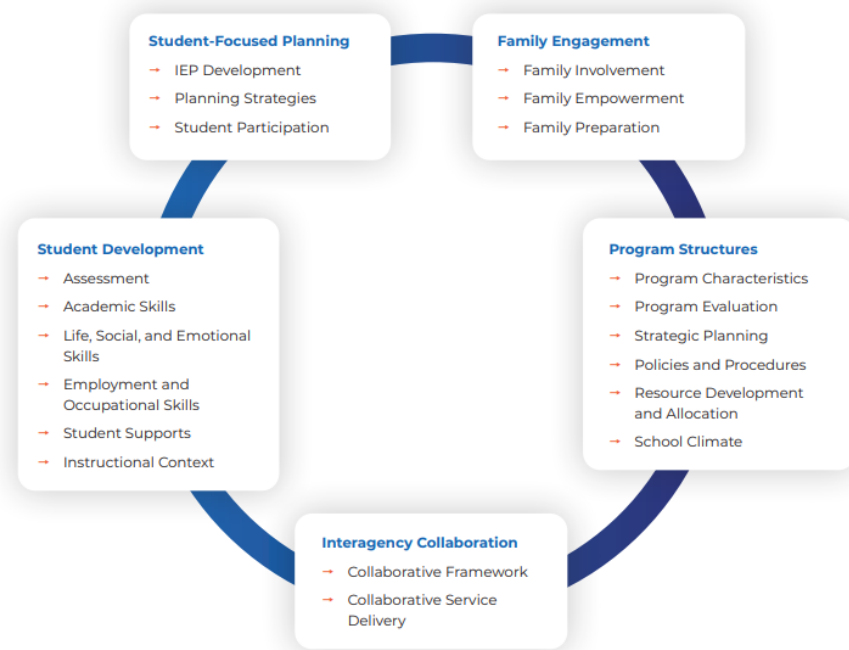 Student-Focused Planning
→ IEP Development
→ Planning Strategies
→ Student Participation
Family Engagement
→ Family Involvement
→ Family Empowerment
→ Family Preparation
Student Development
→ Assessment
→ Academic Skills
→ Life, Social, and Emotional
Skills
→ Employment and
Occupational Skills
→ Student Supports
→ Instructional Context
Program Structures
→ Program Characteristics
→ Program Evaluation
→ Strategic Planning
→ Policies and Procedures
→ Resource Development
and Allocation
→ School Climate
Interagency Collaboration
→ Collaborative Framework
→ Collaborative Service
Delivery